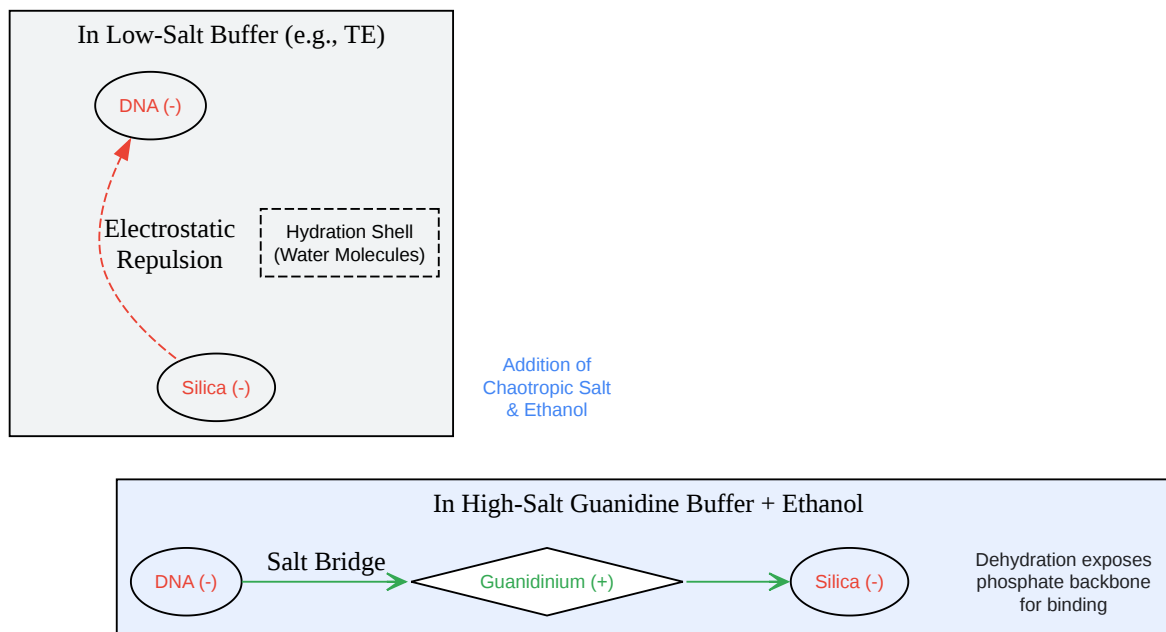 In Low-Salt Buffer (e.g., TE)
DNA (-)
Electrostatic
Repulsion
Hydration Shell
(Water Molecules)
Silica (-)
Addition of
Chaotropic Salt
& Ethanol
In High-Salt Guanidine Buffer + Ethanol
DNA (-)
Salt Bridge
Guanidinium (+)
Silica (-)
Dehydration exposes
phosphate backbone
for binding